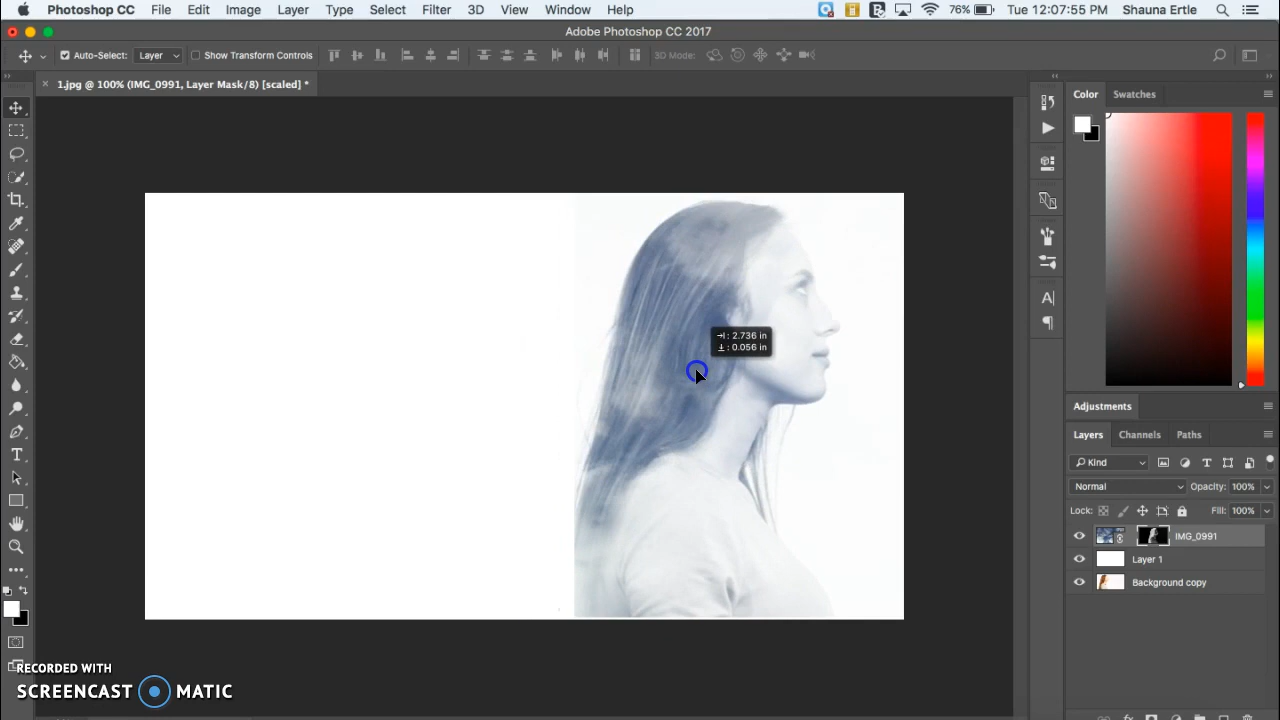 Photoshop CC File Edit Image Layer Type Select Filter 3D View Window Help 76% Tue 12:07:55 PM Shauna Ertle
Adobe Photoshop CC 2017
Auto-Select: Layer Show Transform Controls 3D Mode:
1.jpg @ 100% (IMG_0991, Layer Mask/8) [scaled] *
Color Swatches
: 2.736 in
: 0.056 in
Adjustments
Layers Channels Paths
Kind
Normal Opacity: 100%
Lock: Fill: 100%
IMG_0991
Layer 1
Background copy
RECORDED WITH
SCREENCAST MATIC